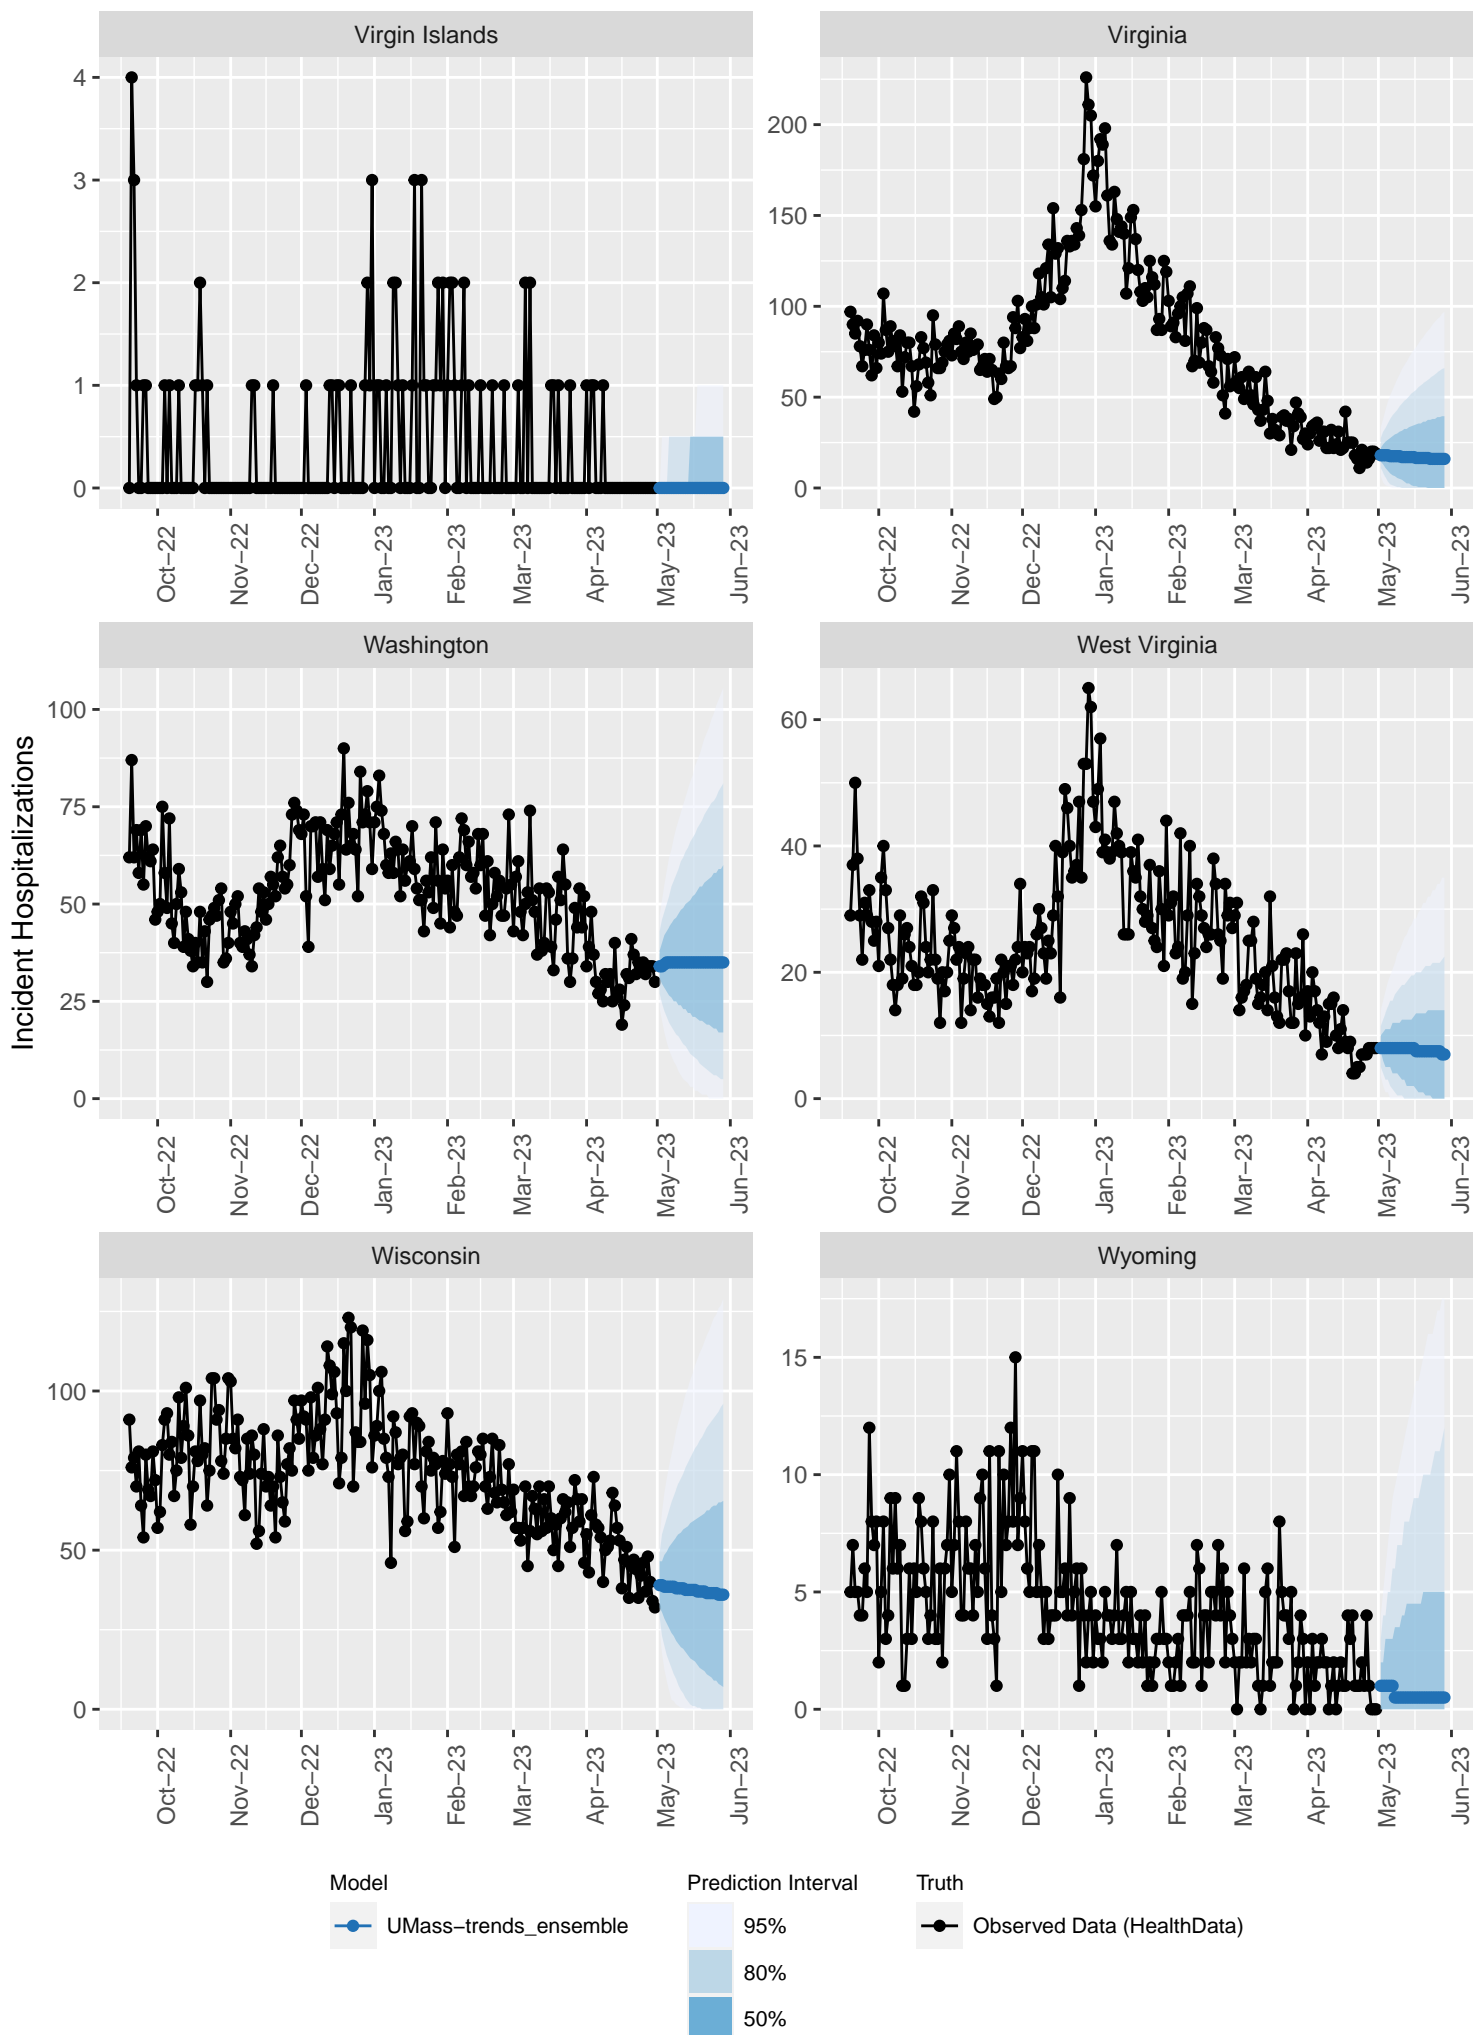 Virgin Islands
Virginia
4
3
2
1
0
200
150
100
50
0
Oct−22
Nov−22
Dec−22
Jan−23
Feb−23
Mar−23
Apr−23
May−23
Jun−23
Oct−22
Nov−22
Dec−22
Jan−23
Feb−23
Mar−23
Apr−23
May−23
Jun−23
Washington
West Virginia
Incident Hospitalizations
100
75
50
25
0
60
40
20
0
Oct−22
Nov−22
Dec−22
Jan−23
Feb−23
Mar−23
Apr−23
May−23
Jun−23
Oct−22
Nov−22
Dec−22
Jan−23
Feb−23
Mar−23
Apr−23
May−23
Jun−23
Wisconsin
Wyoming
100
50
0
15
10
5
0
Oct−22
Nov−22
Dec−22
Jan−23
Feb−23
Mar−23
Apr−23
May−23
Jun−23
Oct−22
Nov−22
Dec−22
Jan−23
Feb−23
Mar−23
Apr−23
May−23
Jun−23
Model
UMass−trends_ensemble
Prediction Interval
95%
80%
50%
Truth
Observed Data (HealthData)